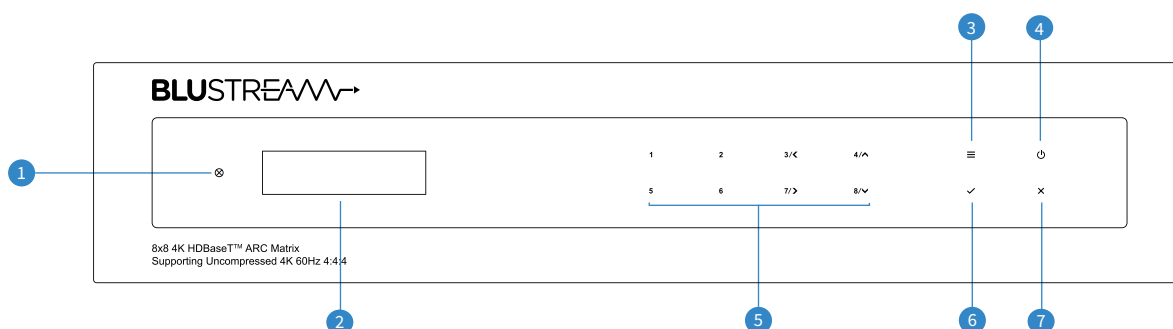 3 4
BLUSTREAM
1 2 3/< 4/^
1
5 6 7/> 8/v
8x8 4K HDBaseT™ ARC Matrix
Supporting Uncompressed 4K 60Hz 4:4:4
2 5 6 7